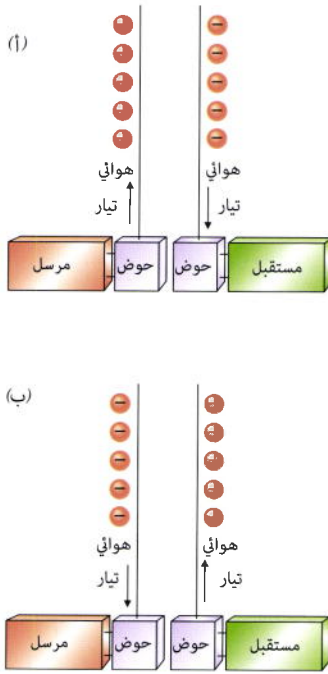 (أ)
هوائي هوائي
تيار تيار
مرسل حوض حوض مستقبل
(ب)
هوائي هوائي
تيار تيار
مرسل حوض حوض مستقبل